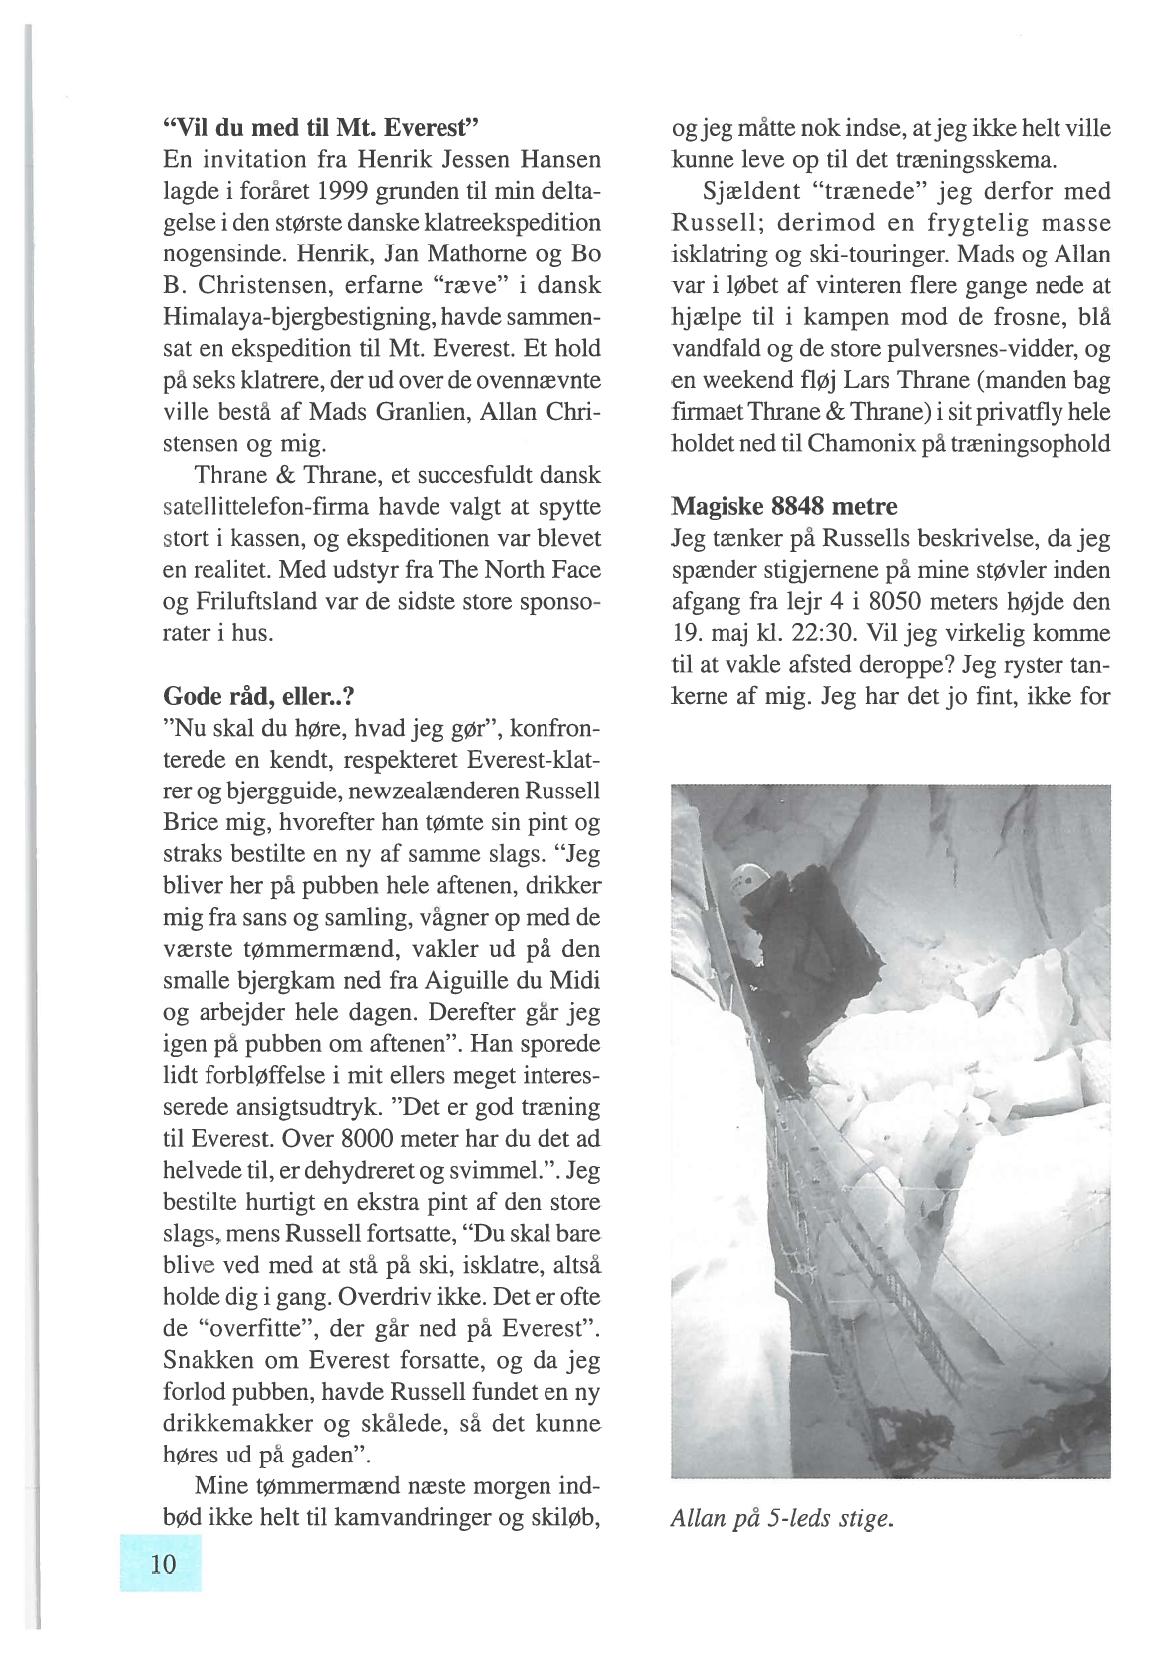 “Vil du med til Mt. Everest”
En invitation fra Henrik Jessen Hansen
lagde i foråret 1999 grunden til min delta-
gelse i den største danske klatreekspedition
nogensinde. Henrik, Jan Mathorne og Bo
B. Christensen, erfarne “ræve” i dansk
Himalaya-bjergbestigning, havde sammen-
sat en ekspedition til Mt. Everest. Et hold
på seks klatrere, der ud over de ovennævnte
ville bestå af Mads Granlien, Allan Chri-
stensen og mig.
Thrane & Thrane, et succesfuldt dansk
satellittelefon-firma havde valgt at spytte
stort i kassen, og ekspeditionen var blevet
en realitet. Med udstyr fra The North Face
og Friluftsland var de sidste store sponso-
rater i hus.
Gode råd, eller..?
”Nu skal du høre, hvad jeg gør”, konfron-
terede en kendt, respekteret Everest-klat-
rer og bjergguide, newzealænderen Russell
Brice mig, hvorefter han tømte sin pint og
straks bestilte en ny af samme slags. “Jeg
bliver her på pubben hele aftenen, drikker
mig fra sans og samling, vågner op med de
værste tømmermænd, vakler ud på den
smalle bjergkam ned fra Aiguille du Midi
og arbejder hele dagen. Derefter går jeg
igen på pubben om aftenen”. Han sporede
lidt forbløffelse i mit ellers meget interes-
serede ansigtsudtryk. ”Det er god træning
til Everest. Over 8000 meter har du det ad
helvede til, er dehydreret og svimmel.”. Jeg
bestilte hurtigt en ekstra pint af den store
slags, mens Russell fortsatte, “Du skal bare
blive ved med at stå på ski, isklatre, altså
holde dig i gang. Overdriv ikke. Det er ofte
de “overfitte”, der går ned på Everest”.
Snakken om Everest forsatte, og da jeg
forlod pubben, havde Russell fundet en ny
drikkemakker og skålede, så det kunne
høres ud på gaden”.
Mine tømmermænd næste morgen ind-
bød ikke helt til kamvandringer og skiløb,
og jeg måtte nok indse, at jeg ikke helt ville
kunne leve op til det træningsskema.
Sjældent “trænede” jeg derfor med
Russell; derimod en frygtelig masse
isklatring og ski-touringer. Mads og Allan
var i løbet af vinteren flere gange nede at
hjælpe til i kampen mod de frosne, blå
vandfald og de store pulversnes-vidder, og
en weekend fløj Lars Thrane (manden bag
firmaet Thrane & Thrane) i sit privatfly hele
holdet ned til Chamonix på træningsophold
Magiske 8848 metre
Jeg tænker på Russells beskrivelse, da jeg
spænder stigjernene på mine støvler inden
afgang fra lejr 4 i 8050 meters højde den
19. maj kl. 22:30. Vil jeg virkelig komme
til at vakle afsted deroppe? Jeg ryster tan-
kerne af mig. Jeg har det jo fint, ikke for
Allan på 5-leds stige.
10